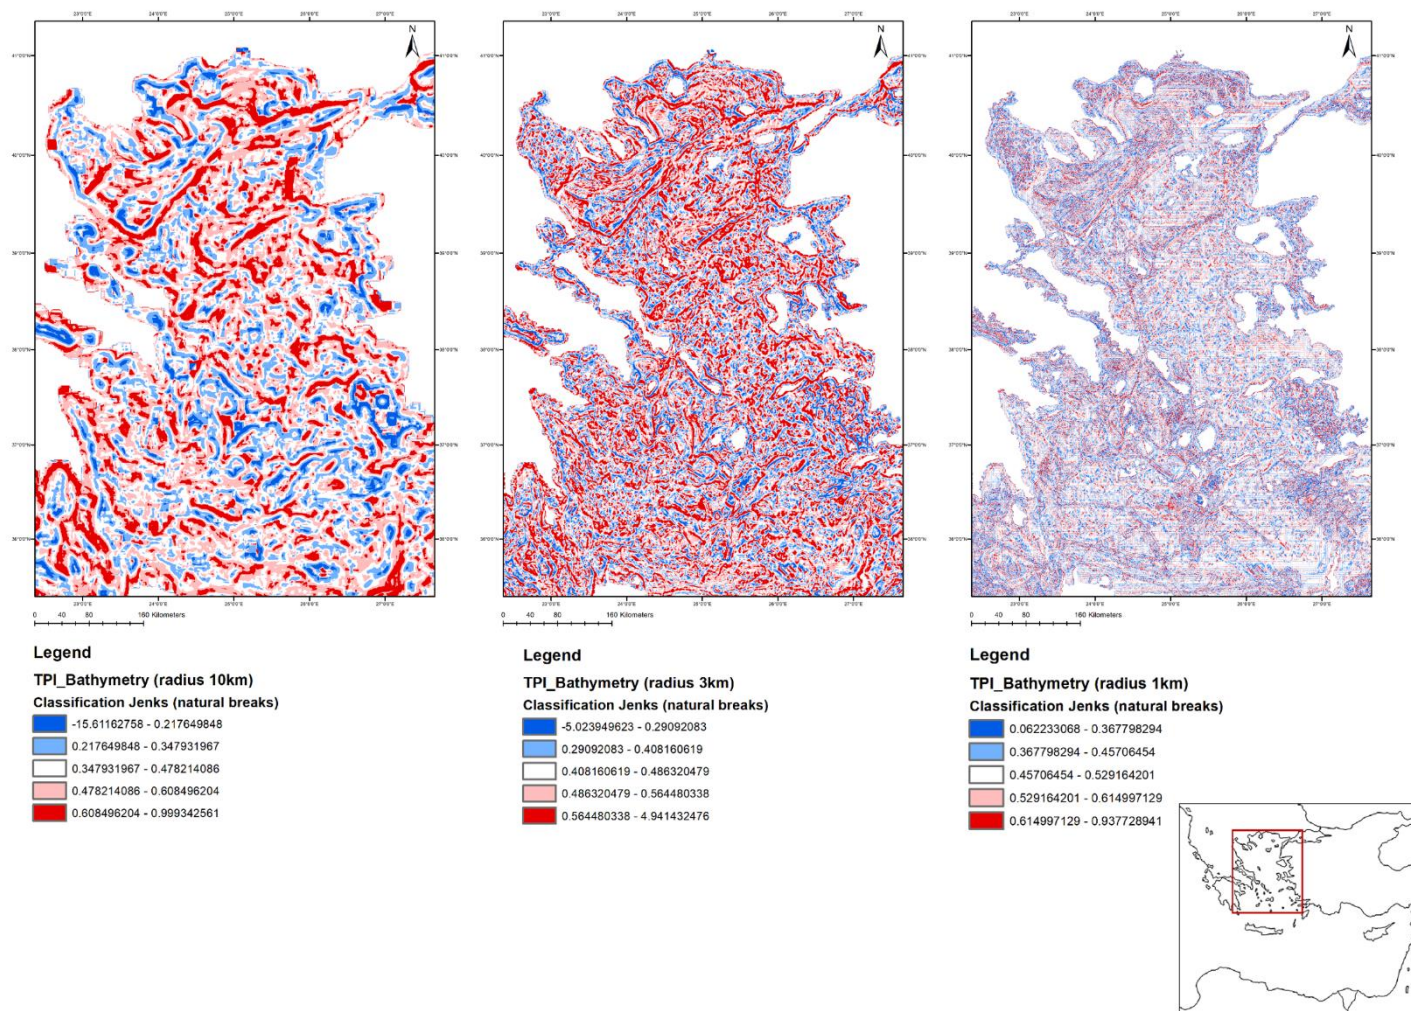 N
N
N
0 40 80 160 Kilometers
0 40 80 160 Kilometers
0 40 80 160 Kilometers
Legend
TPI_Bathymetry (radius 10km)
Classification Jenks (natural breaks)
-15.61162758 - 0.217649848
0.217649848 - 0.347931967
0.347931967 - 0.478214086
0.478214086 - 0.608496204
0.608496204 - 0.999342561
Legend
TPI_Bathymetry (radius 3km)
Classification Jenks (natural breaks)
-5.023949623 - 0.29092083
0.29092083 - 0.408160619
0.408160619 - 0.486320479
0.486320479 - 0.564480338
0.564480338 - 4.941432476
Legend
TPI_Bathymetry (radius 1km)
Classification Jenks (natural breaks)
0.062233068 - 0.367798294
0.367798294 - 0.45706454
0.45706454 - 0.529164201
0.529164201 - 0.614997129
0.614997129 - 0.937728941